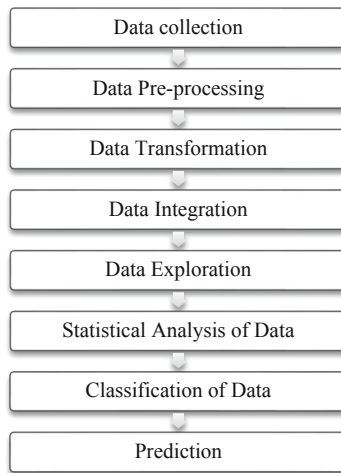 Data collection
Data Pre-processing
Data Transformation
Data Integration
Data Exploration
Statistical Analysis of Data
Classification of Data
Prediction